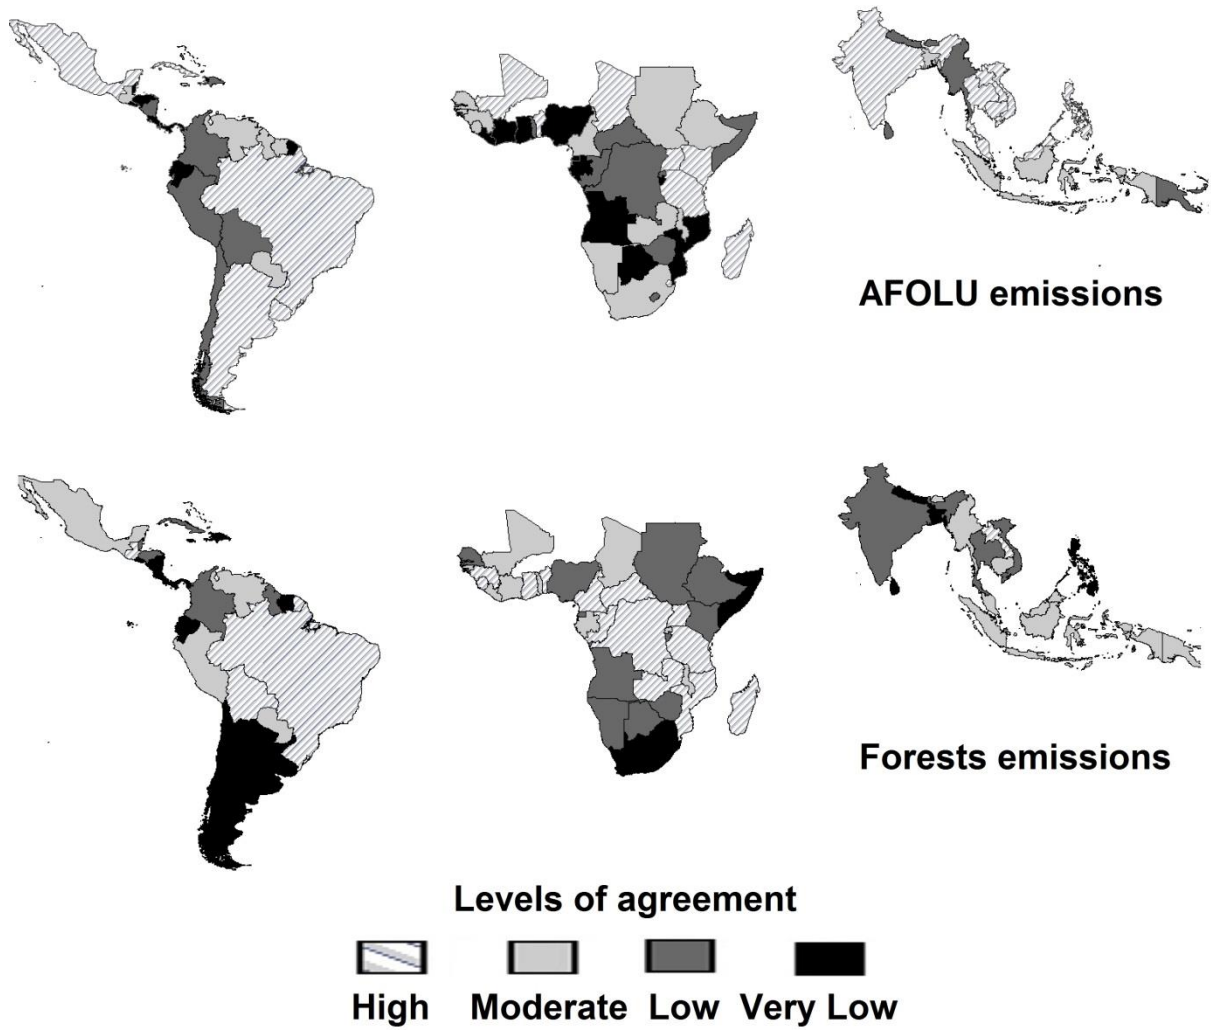 AFOLU emissions
Forests emissions
Levels of agreement
High Moderate Low Very Low